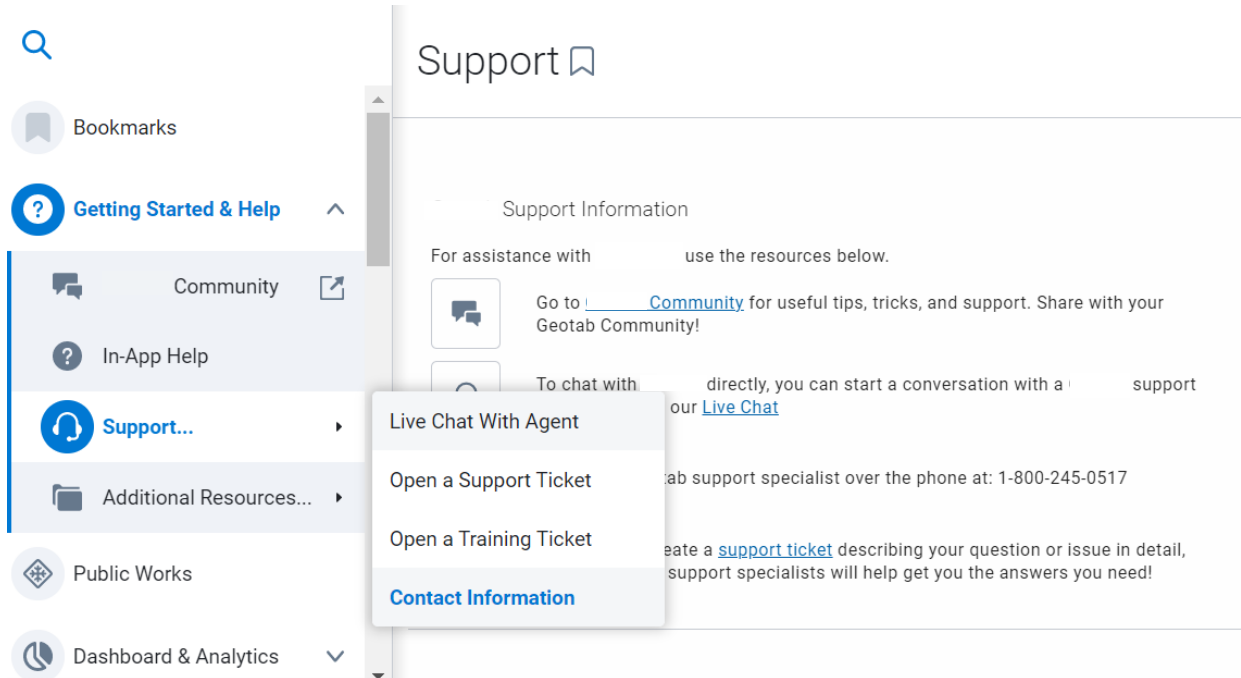 Bookmarks
Getting Started & Help
Community
In-App Help
Support...
Additional Resources...
Public Works
Dashboard & Analytics
Live Chat With Agent
Open a Support Ticket
Open a Training Ticket
Contact Information
Support
Support Information
For assistance with use the resources below.
Go to Community for useful tips, tricks, and support. Share with your
Geotab Community!
To chat with directly, you can start a conversation with a support
our Live Chat
support specialist over the phone at: 1-800-245-0517
a support ticket describing your question or issue in detail,
support specialists will help get you the answers you need!